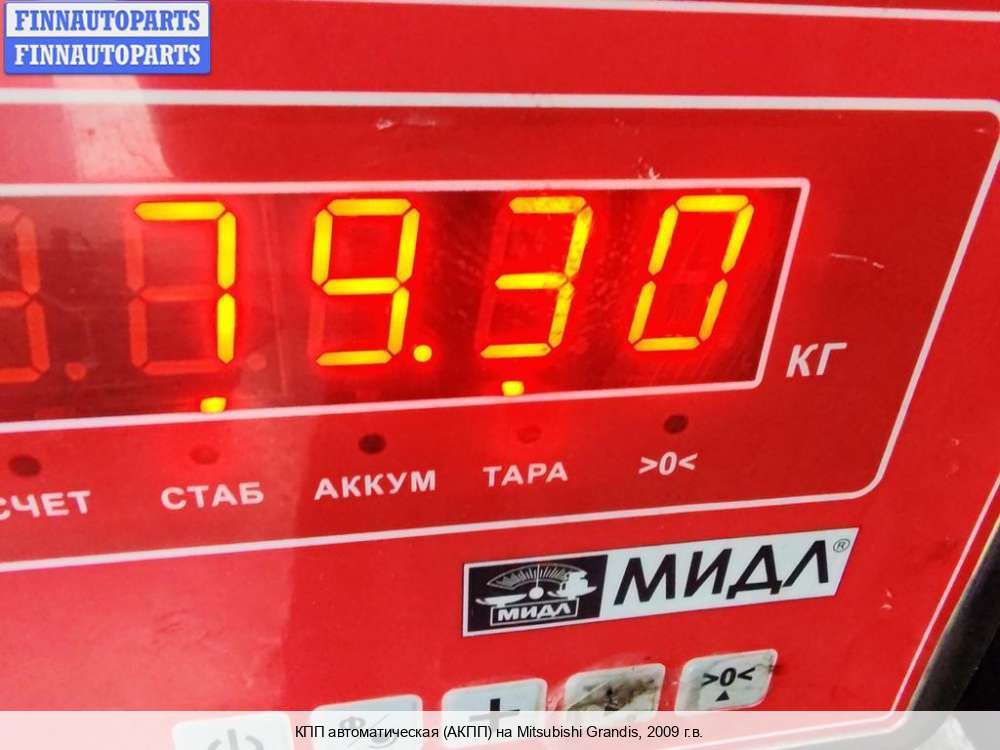 FINNAUTOPARTS
FINNAUTOPARTS
79.30
КГ
СЧЕТ СТАБ АККУМ ТАРА >0<
МИДЛ МИДЛ®
>0<
КПП автоматическая (АКПП) на Mitsubishi Grandis, 2009 г.в.